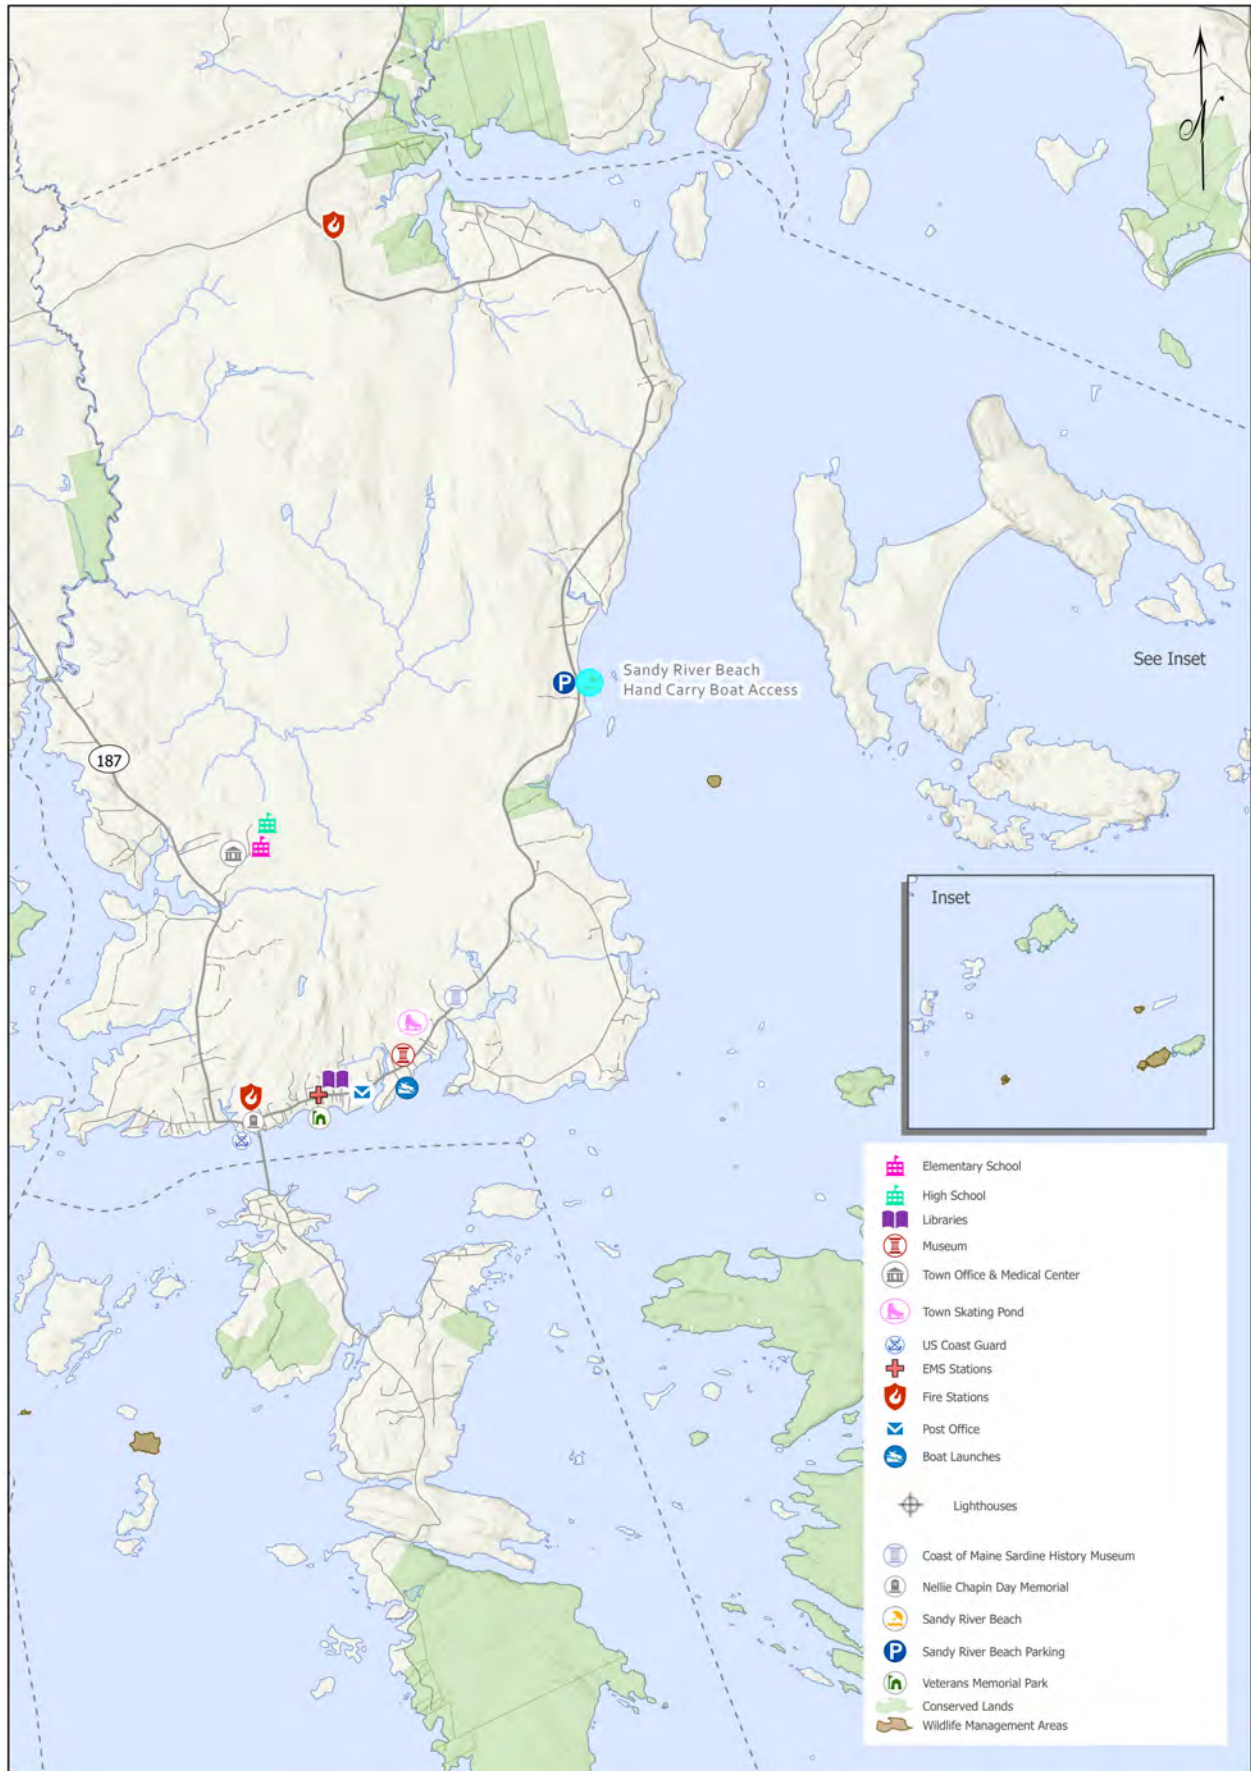 N
Sandy River Beach
Hand Carry Boat Access
See Inset
187
P
Inset
Elementary School
High School
Libraries
Museum
Town Office & Medical Center
Town Skating Pond
US Coast Guard
EMS Stations
Fire Stations
Post Office
Boat Launches
Lighthouses
Coast of Maine Sardine History Museum
Nellie Chapin Day Memorial
Sandy River Beach
P Sandy River Beach Parking
Veterans Memorial Park
Conserved Lands
Wildlife Management Areas